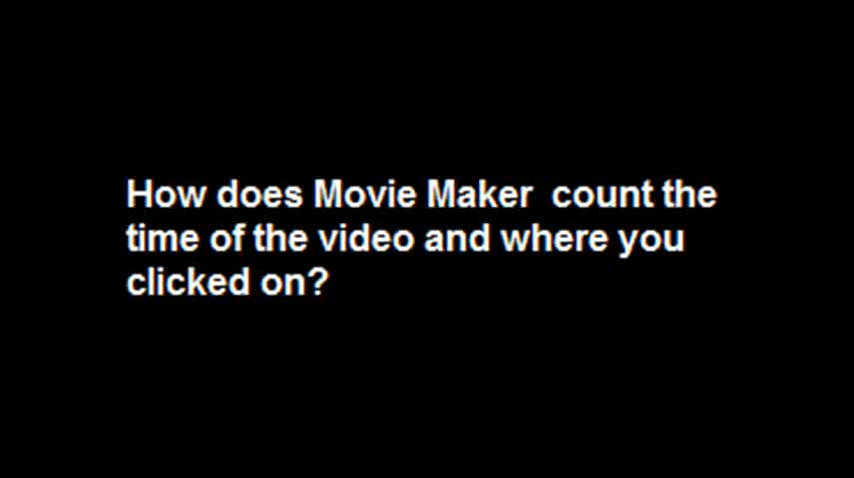 How does Movie Maker  count the
time of the video and where you
clicked on?